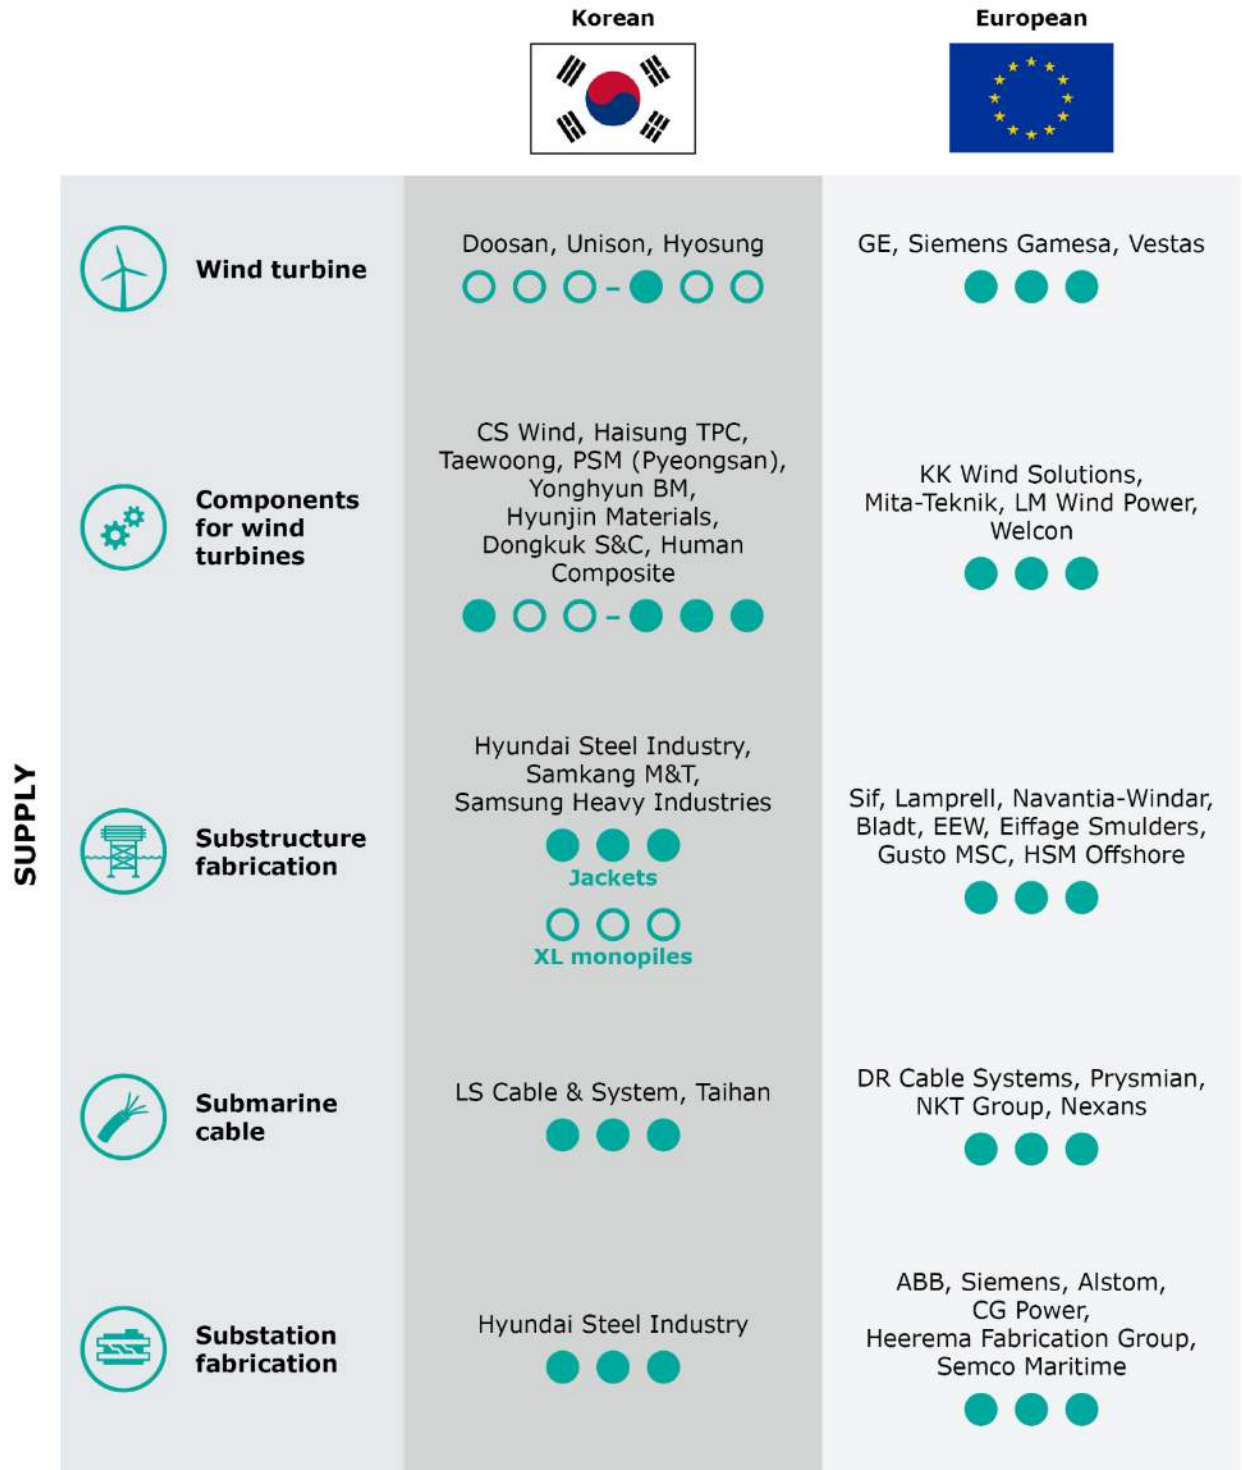 Korean
European
SUPPLY
Wind turbine
Doosan, Unison, Hyosung
GE, Siemens Gamesa, Vestas
Components
for wind
turbines
CS Wind, Haisung TPC,
Taewoong, PSM (Pyeongsan),
Yonghyun BM,
Hyunjin Materials,
Dongkuk S&C, Human
Composite
KK Wind Solutions,
Mita-Teknik, LM Wind Power,
Welcon
Substructure
fabrication
Hyundai Steel Industry,
Samkang M&T,
Samsung Heavy Industries
Jackets
XL monopiles
Sif, Lamprell, Navantia-Windar,
Bladt, EEW, Eiffage Smulders,
Gusto MSC, HSM Offshore
Submarine
cable
LS Cable & System, Taihan
DR Cable Systems, Prysmian,
NKT Group, Nexans
Substation
fabrication
Hyundai Steel Industry
ABB, Siemens, Alstom,
CG Power,
Heerema Fabrication Group,
Semco Maritime